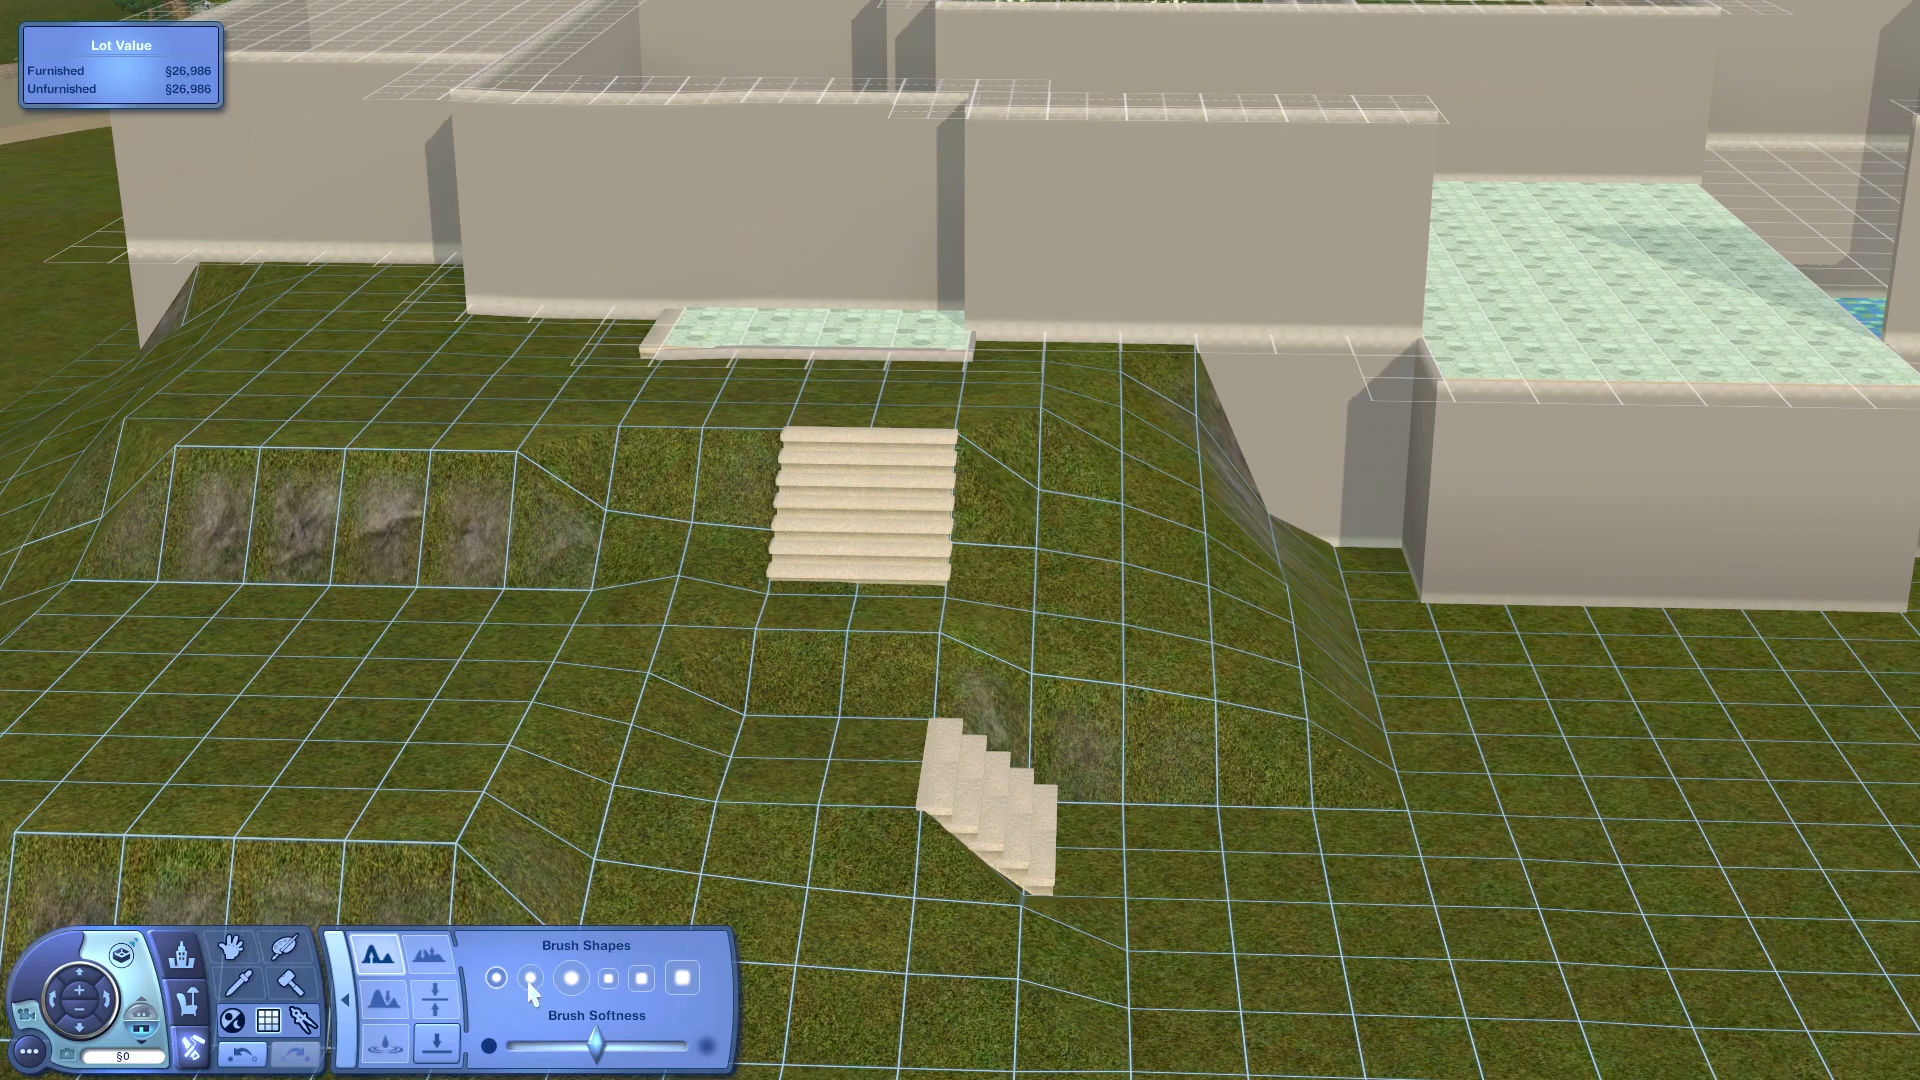 Lot Value
Furnished §26,986
Unfurnished §26,986
Brush Shapes
Brush Softness
§0